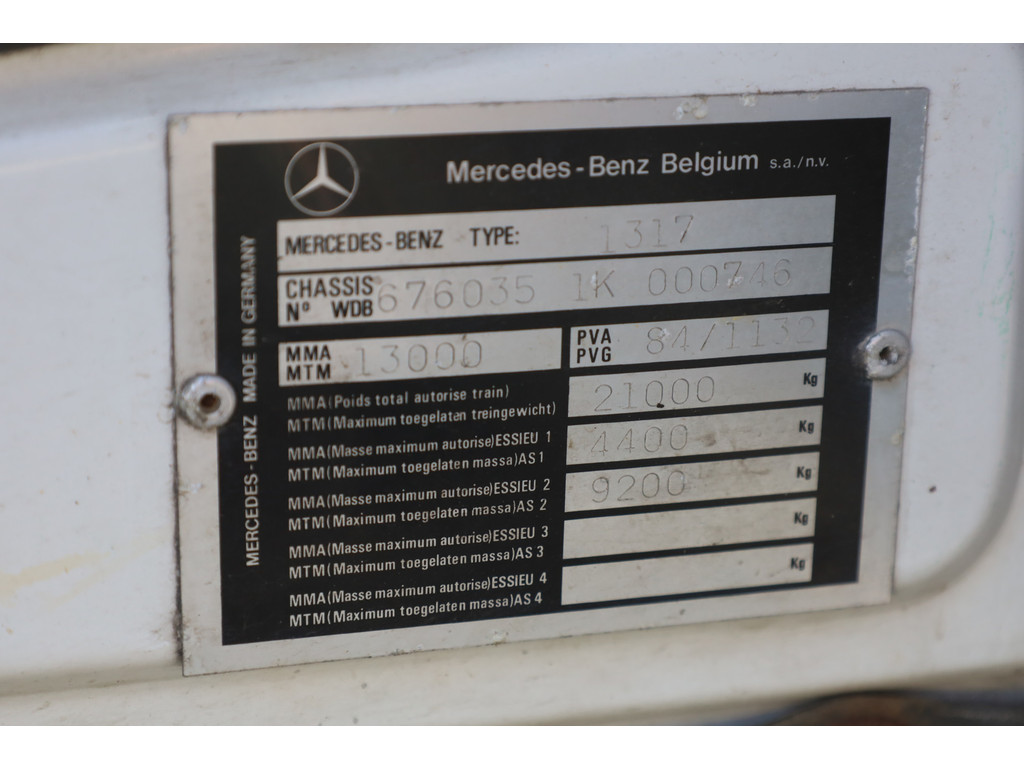 Mercedes-Benz Belgium s.a./n.v.
MERCEDES-BENZ TYPE: 1317
CHASSIS
Nº WDB 676035 1K 000746
MMA
MTM 13000
PVA
PVG 84/1132
MMA (Poids total autorise train)
MTM (Maximum toegelaten treingewicht)
21000 Kg
MMA (Masse maximum autorise) ESSIEU 1
MTM (Maximum toegelaten massa) AS 1
4400 Kg
MMA (Masse maximum autorise) ESSIEU 2
MTM (Maximum toegelaten massa) AS 2
9200 Kg
MMA (Masse maximum autorise) ESSIEU 3
MTM (Maximum toegelaten massa) AS 3
Kg
MMA (Masse maximum autorise) ESSIEU 4
MTM (Maximum toegelaten massa) AS 4
Kg
MERCEDES-BENZ MADE IN GERMANY